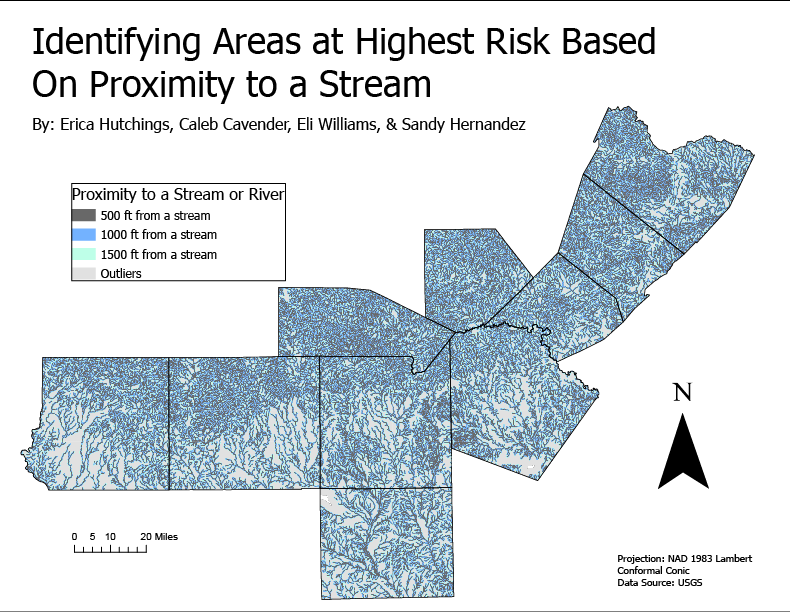 Identifying Areas at Highest Risk Based
On Proximity to a Stream
By: Erica Hutchings, Caleb Cavender, Eli Williams, & Sandy Hernandez
Proximity to a Stream or River
500 ft from a stream
1000 ft from a stream
1500 ft from a stream
Outliers
N
0 5 10 20 Miles
Projection: NAD 1983 Lambert
Conformal Conic
Data Source: USGS